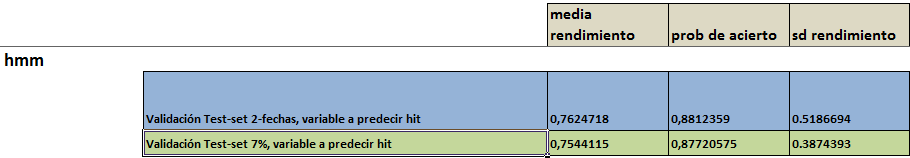 media
rendimiento prob de acierto sd rendimiento
hmm
Validación Test-set 2-fechas, variable a predecir hit 0,7624718 0,8812359 0.5186694
Validación Test-set 7%, variable a predecir hit 0,7544115 0,87720575 0.3874393